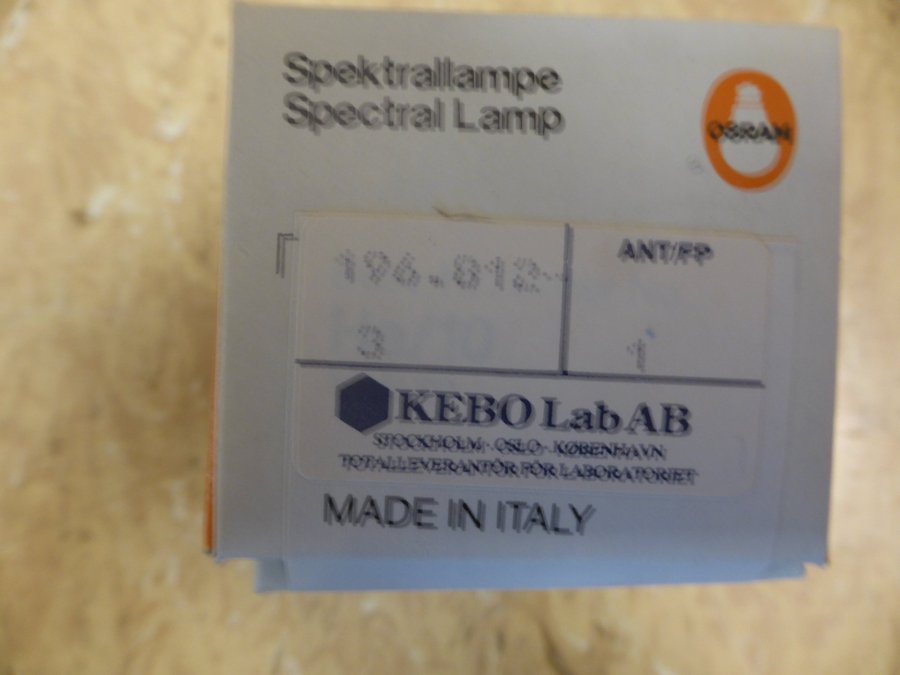 Spektrallampe
Spectral Lamp
OSRAM
ANT/FP
196.812-
3
1
KEBO Lab AB
STOCKHOLM · OSLO · KØBENHAVN
TOTALLEVERANTÖR FÖR LABORATORIET
MADE IN ITALY